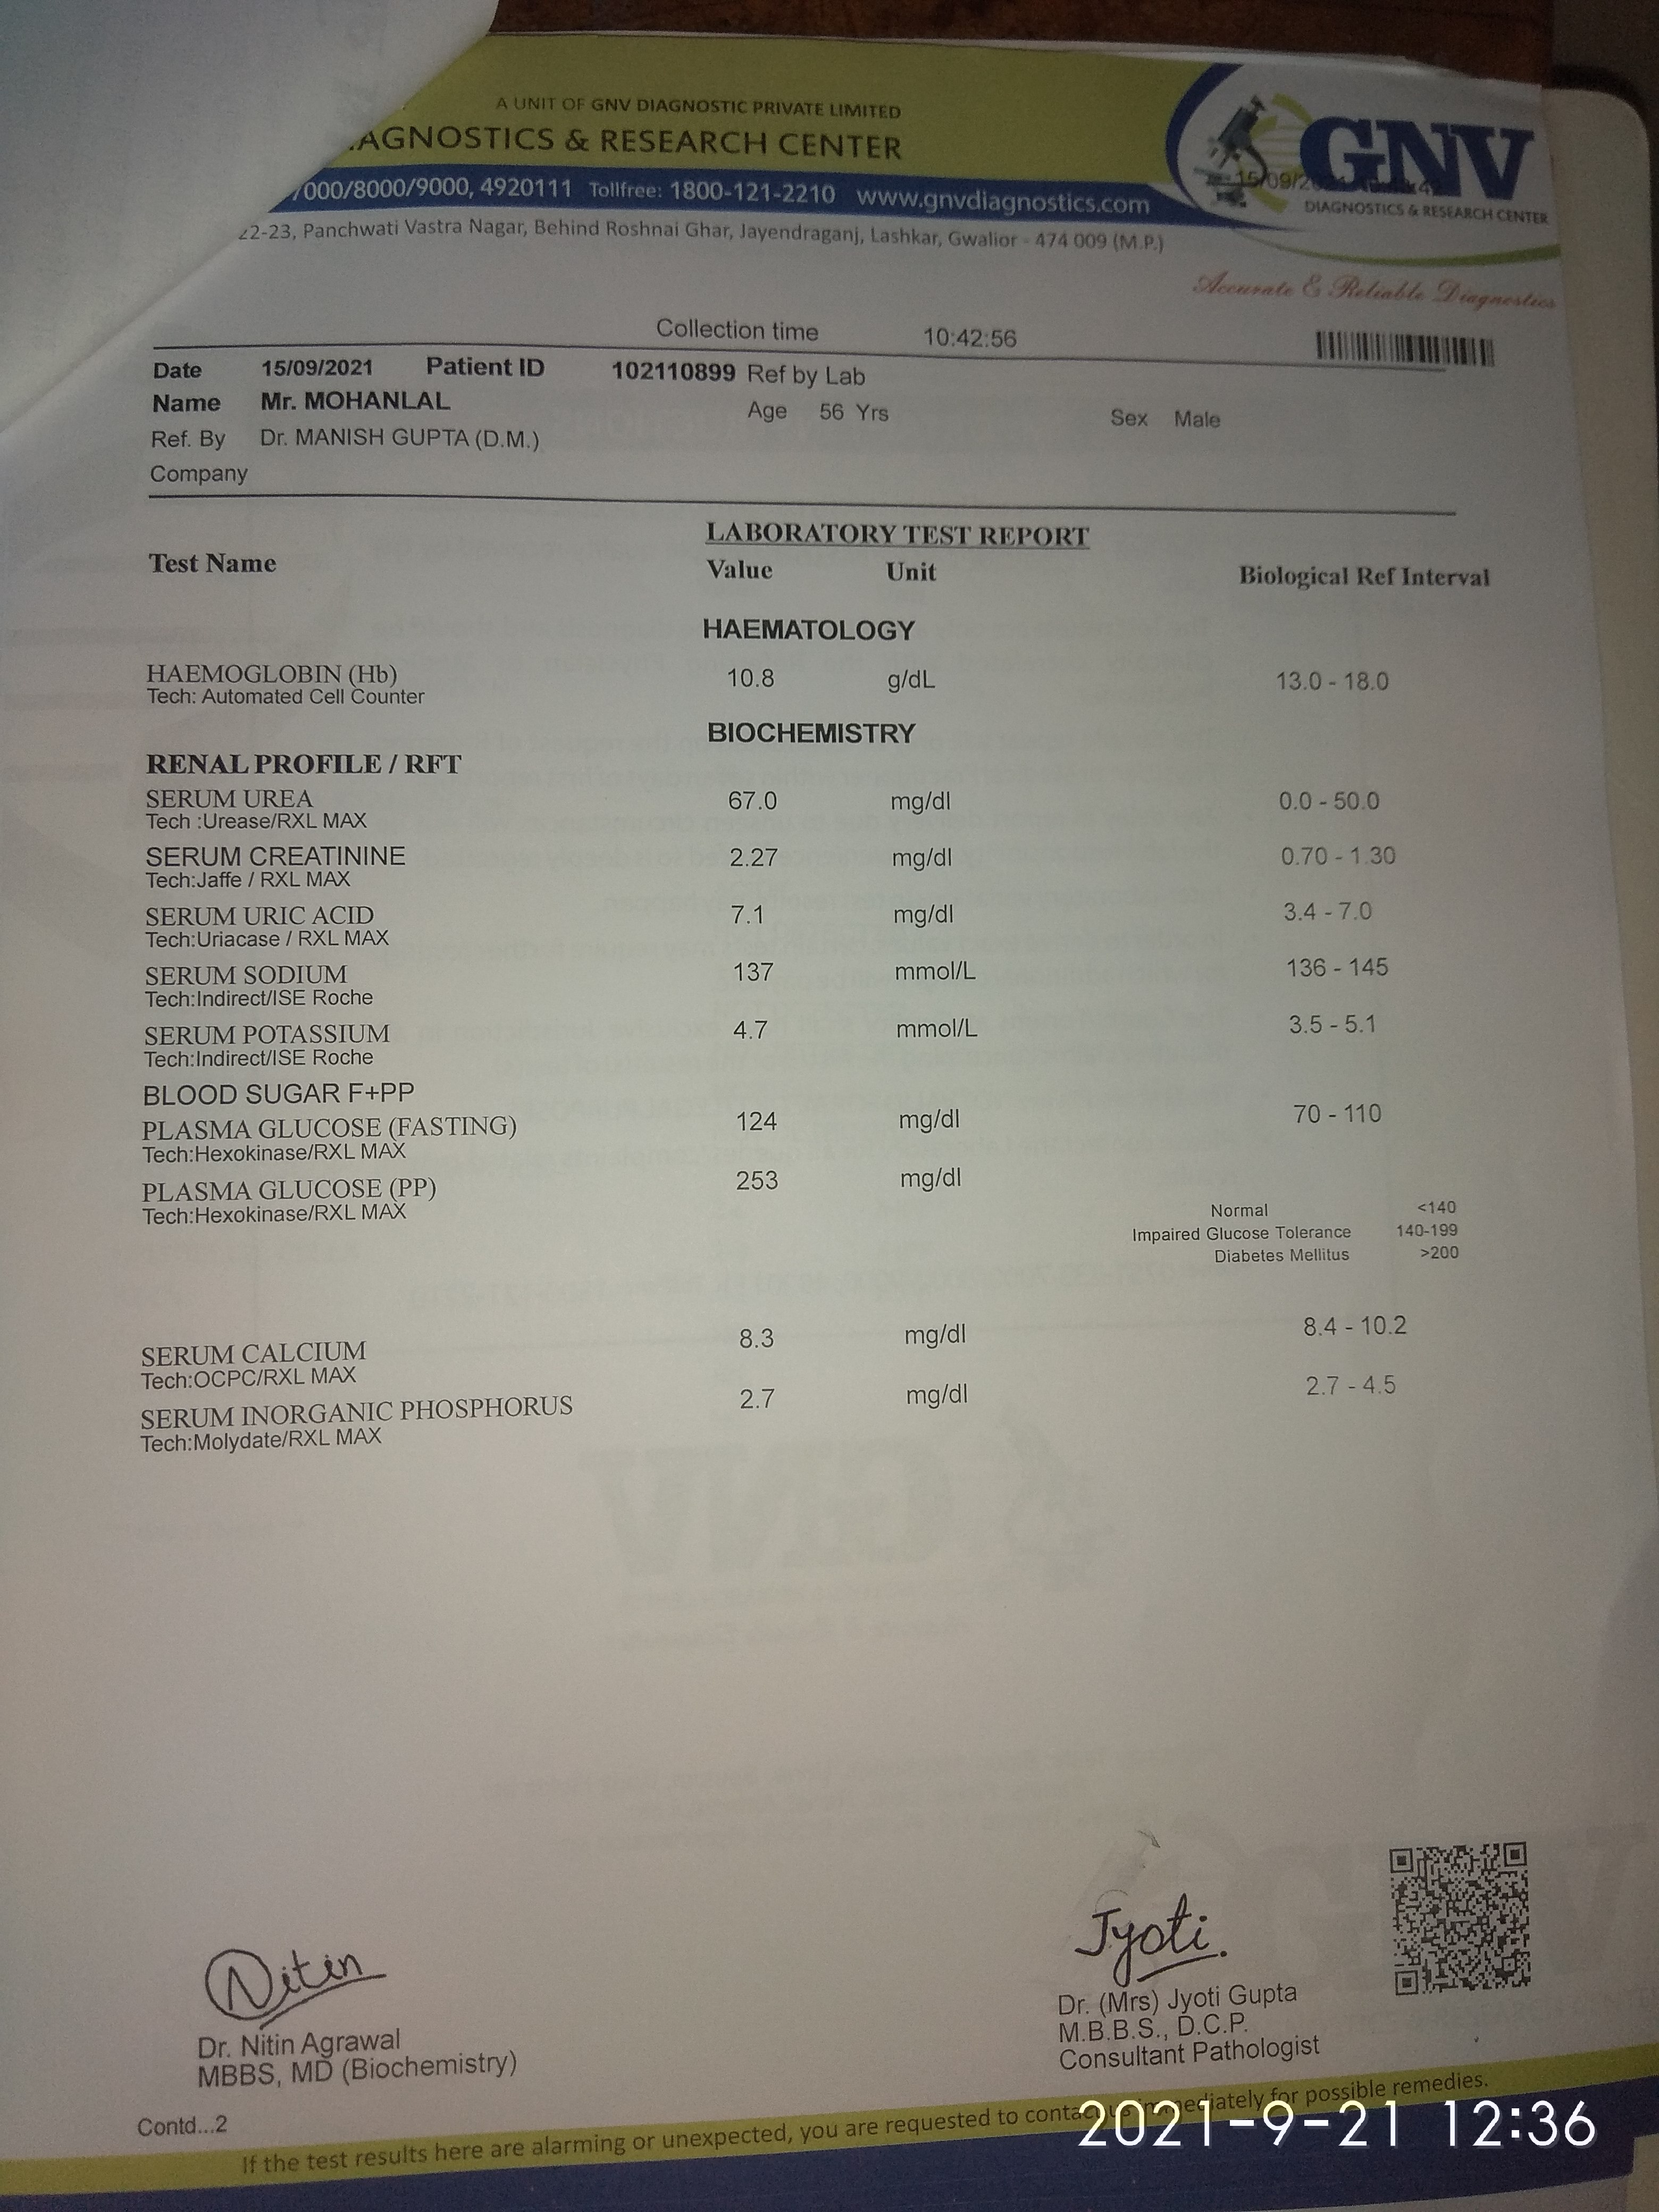 A UNIT OF GNV DIAGNOSTIC PRIVATE LIMITED
AGNOSTICS & RESEARCH CENTER
7000/8000/9000, 4920111 Tollfree: 1800-121-2210 www.gnvdiagnostics.com
22-23, Panchwati Vastra Nagar, Behind Roshnai Ghar, Jayendraganj, Lashkar, Gwalior - 474 009 (M.P.)
GNV
DIAGNOSTICS & RESEARCH CENTER
Accurate & Reliable Diagnostics
Collection time 10:42:56
Date 15/09/2021 Patient ID 102110899 Ref by Lab
Name Mr. MOHANLAL Age 56 Yrs Sex Male
Ref. By Dr. MANISH GUPTA (D.M.)
Company
LABORATORY TEST REPORT
Test Name Value Unit Biological Ref Interval
HAEMATOLOGY
HAEMOGLOBIN (Hb) 10.8 g/dL 13.0 - 18.0
Tech: Automated Cell Counter
BIOCHEMISTRY
RENAL PROFILE / RFT
SERUM UREA 67.0 mg/dl 0.0 - 50.0
Tech :Urease/RXL MAX
SERUM CREATININE 2.27 mg/dl 0.70 - 1.30
Tech:Jaffe / RXL MAX
SERUM URIC ACID 7.1 mg/dl 3.4 - 7.0
Tech:Uriacase / RXL MAX
SERUM SODIUM 137 mmol/L 136 - 145
Tech:Indirect/ISE Roche
SERUM POTASSIUM 4.7 mmol/L 3.5 - 5.1
Tech:Indirect/ISE Roche
BLOOD SUGAR F+PP
PLASMA GLUCOSE (FASTING) 124 mg/dl 70 - 110
Tech:Hexokinase/RXL MAX
PLASMA GLUCOSE (PP) 253 mg/dl
Tech:Hexokinase/RXL MAX
Normal <140
Impaired Glucose Tolerance 140-199
Diabetes Mellitus >200
SERUM CALCIUM 8.3 mg/dl 8.4 - 10.2
Tech:OCPC/RXL MAX
SERUM INORGANIC PHOSPHORUS 2.7 mg/dl 2.7 - 4.5
Tech:Molydate/RXL MAX
Nitin
Dr. Nitin Agrawal
MBBS, MD (Biochemistry)
Jyoti.
Dr. (Mrs) Jyoti Gupta
M.B.B.S., D.C.P.
Consultant Pathologist
Contd...2
If the test results here are alarming or unexpected, you are requested to contact us immediately for possible remedies.
2021-9-21 12:36